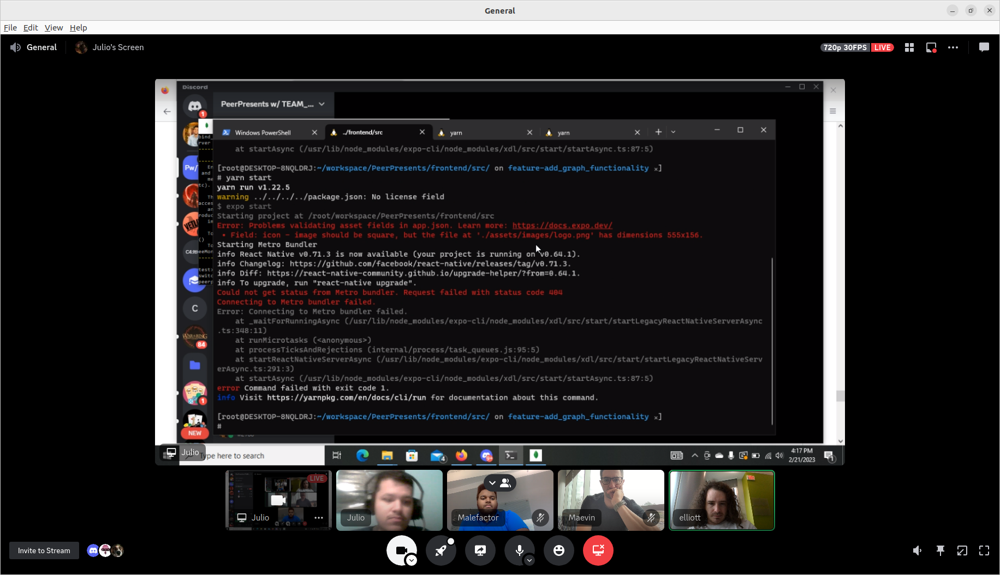 General
File Edit View Help
General
Julio's Screen
720p 30FPS LIVE
Discord
PeerPresents w/ TEAM_...
1
Windows PowerShell
../frontend/src
yarn
yarn
at startAsync (/usr/lib/node_modules/expo-cli/node_modules/xdl/src/start/startAsync.ts:87:5)
[root@DESKTOP-8NQLDRJ:~/workspace/PeerPresents/frontend/src/ on feature-add_graph_functionality ×]
# yarn start
yarn run v1.22.5
warning ../../../../package.json: No license field
$ expo start
Starting project at /root/workspace/PeerPresents/frontend/src
Error: Problems validating asset fields in app.json. Learn more: https://docs.expo.dev/
• Field: icon - image should be square, but the file at './assets/images/logo.png' has dimensions 555x156.
Starting Metro Bundler
info React Native v0.71.3 is now available (your project is running on v0.64.1).
info Changelog: https://github.com/facebook/react-native/releases/tag/v0.71.3.
info Diff: https://react-native-community.github.io/upgrade-helper/?from=0.64.1.
info To upgrade, run "react-native upgrade".
Could not get status from Metro bundler. Request failed with status code 404
Connecting to Metro bundler failed.
Error: Connecting to Metro bundler failed.
at _waitForRunningAsync (/usr/lib/node_modules/expo-cli/node_modules/xdl/src/start/startLegacyReactNativeServerAsync
.ts:348:11)
at runMicrotasks (<anonymous>)
at processTicksAndRejections (internal/process/task_queues.js:95:5)
at startReactNativeServerAsync (/usr/lib/node_modules/expo-cli/node_modules/xdl/src/start/startLegacyReactNativeServ
erAsync.ts:291:3)
at startAsync (/usr/lib/node_modules/expo-cli/node_modules/xdl/src/start/startAsync.ts:87:5)
error Command failed with exit code 1.
info Visit https://yarnpkg.com/en/docs/cli/run for documentation about this command.
[root@DESKTOP-8NQLDRJ:~/workspace/PeerPresents/frontend/src/ on feature-add_graph_functionality ×]
#
Pw/
C
84
1
NEW
Julio
Type here to search
4
9+
4:17 PM
2/21/2023
1
LIVE
Julio
Julio
Malefactor
Maevin
elliott
Invite to Stream